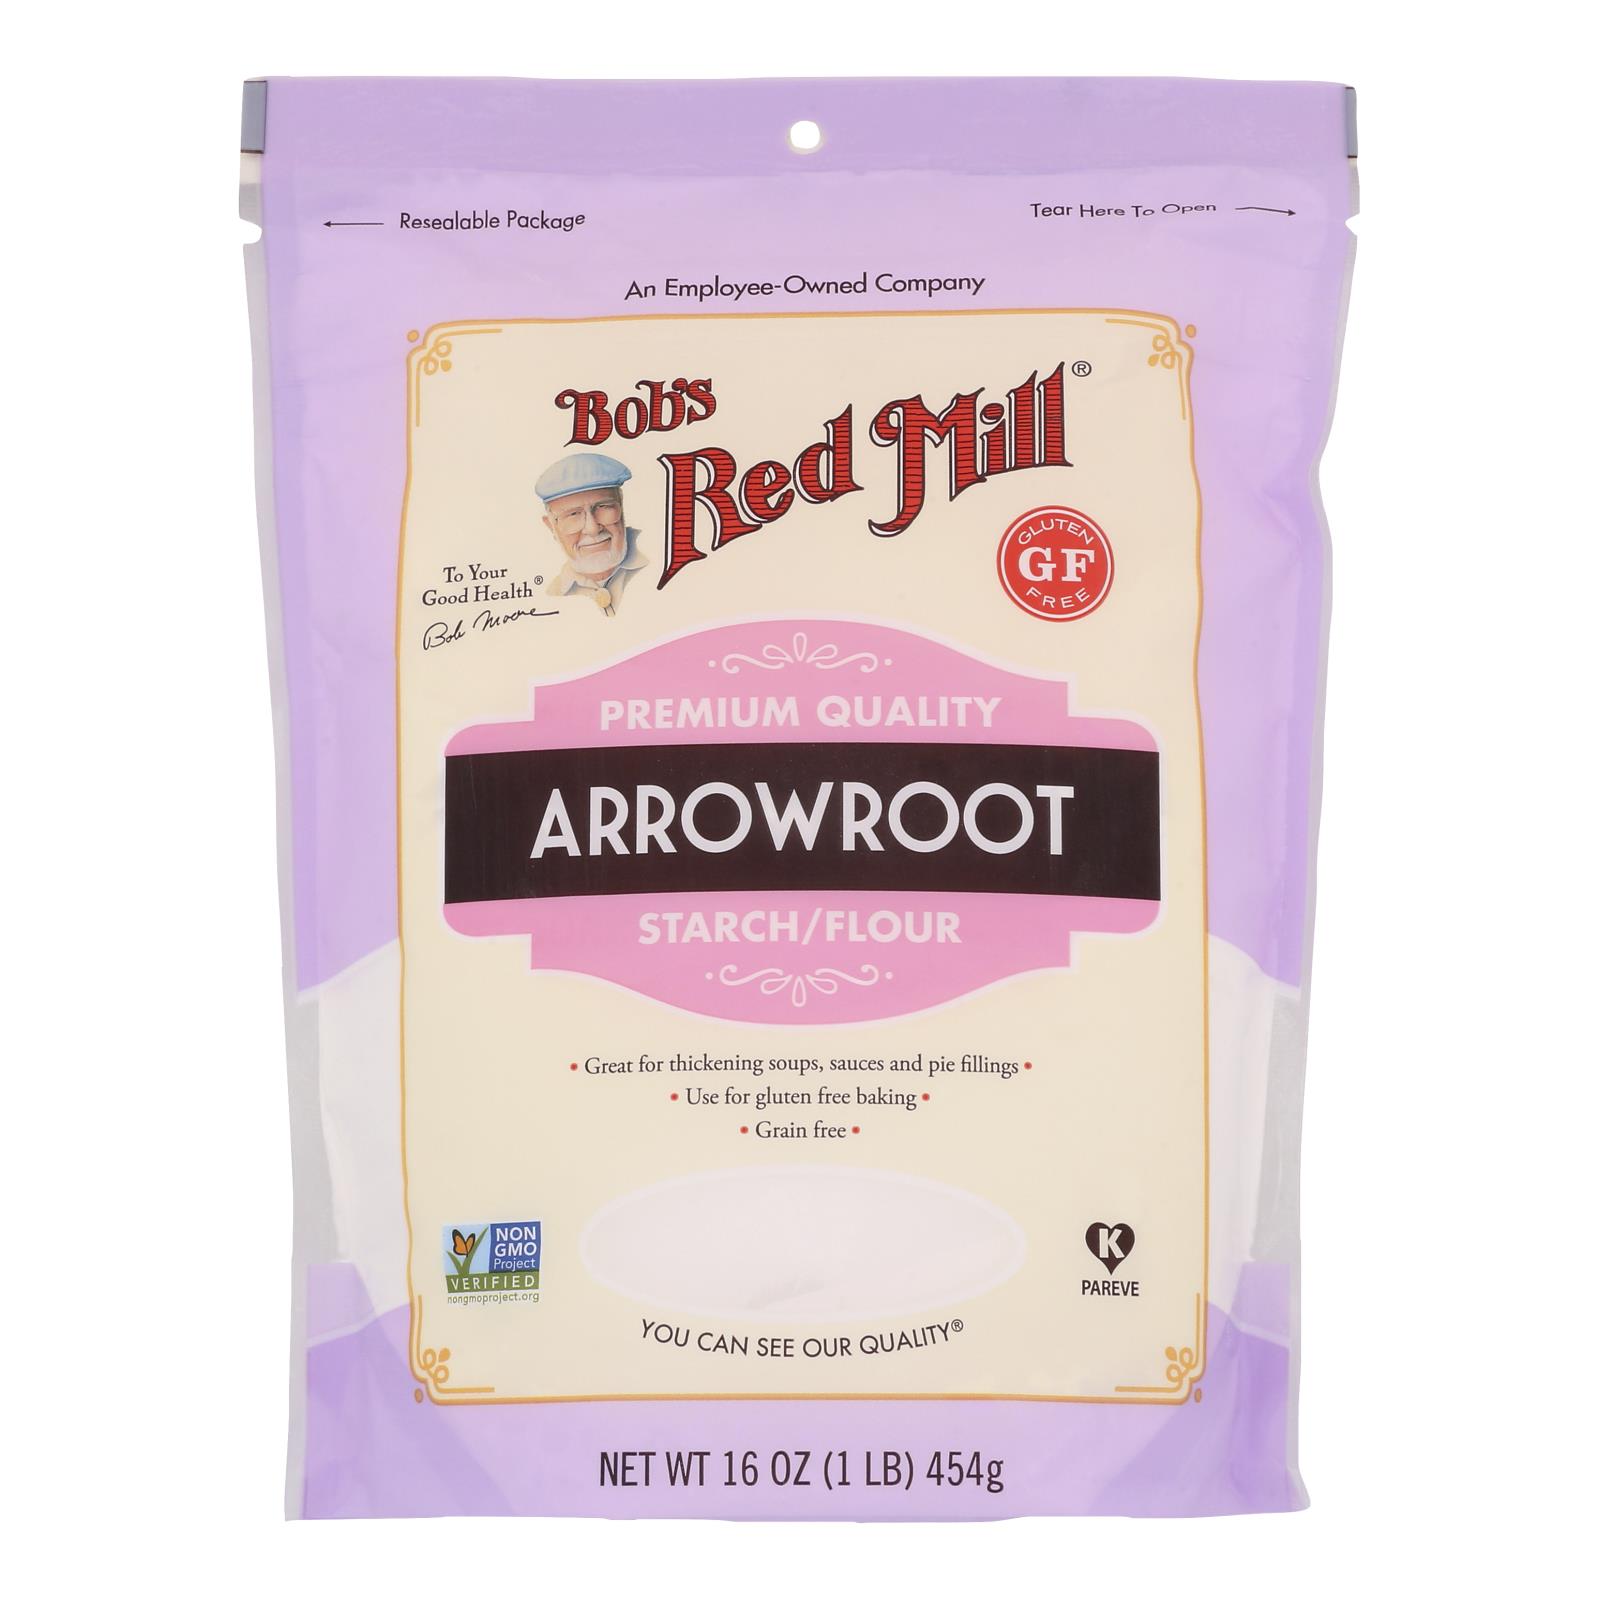 Resealable Package
Tear Here To Open
An Employee-Owned Company
Bob's
Red Mill®
GLUTEN
GF
FREE
To Your
Good Health®
Bob Moore
PREMIUM QUALITY
ARROWROOT
STARCH/FLOUR
• Great for thickening soups, sauces and pie fillings •
• Use for gluten free baking •
• Grain free •
NON
GMO
Project
VERIFIED
nongmoproject.org
K
PAREVE
YOU CAN SEE OUR QUALITY®
NET WT 16 OZ (1 LB) 454g